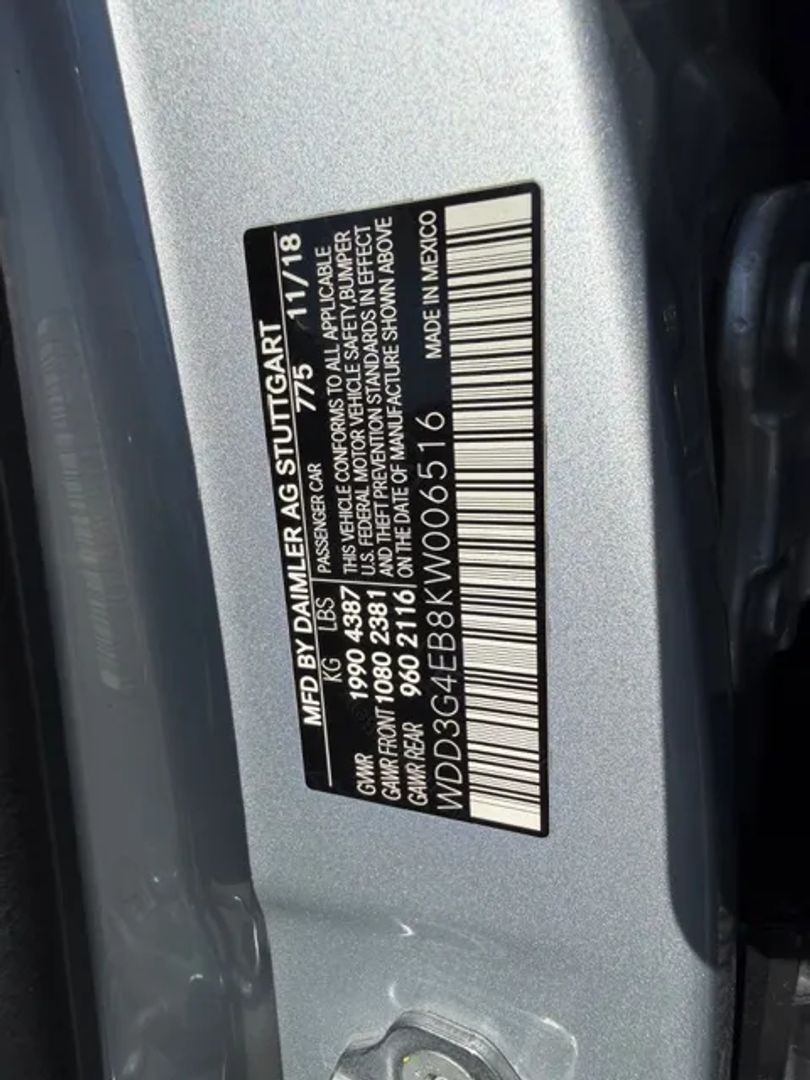 MFD BY DAIMLER AG STUTTGART
KG LBS PASSENGER CAR 775 11/18
GVWR 1990 4387
GAWR FRONT 1080 2381
GAWR REAR 960 2116
THIS VEHICLE CONFORMS TO ALL APPLICABLE
U.S. FEDERAL MOTOR VEHICLE SAFETY,BUMPER
AND THEFT PREVENTION STANDARDS IN EFFECT
ON THE DATE OF MANUFACTURE SHOWN ABOVE
WDD3G4EB8KW006516 MADE IN MEXICO